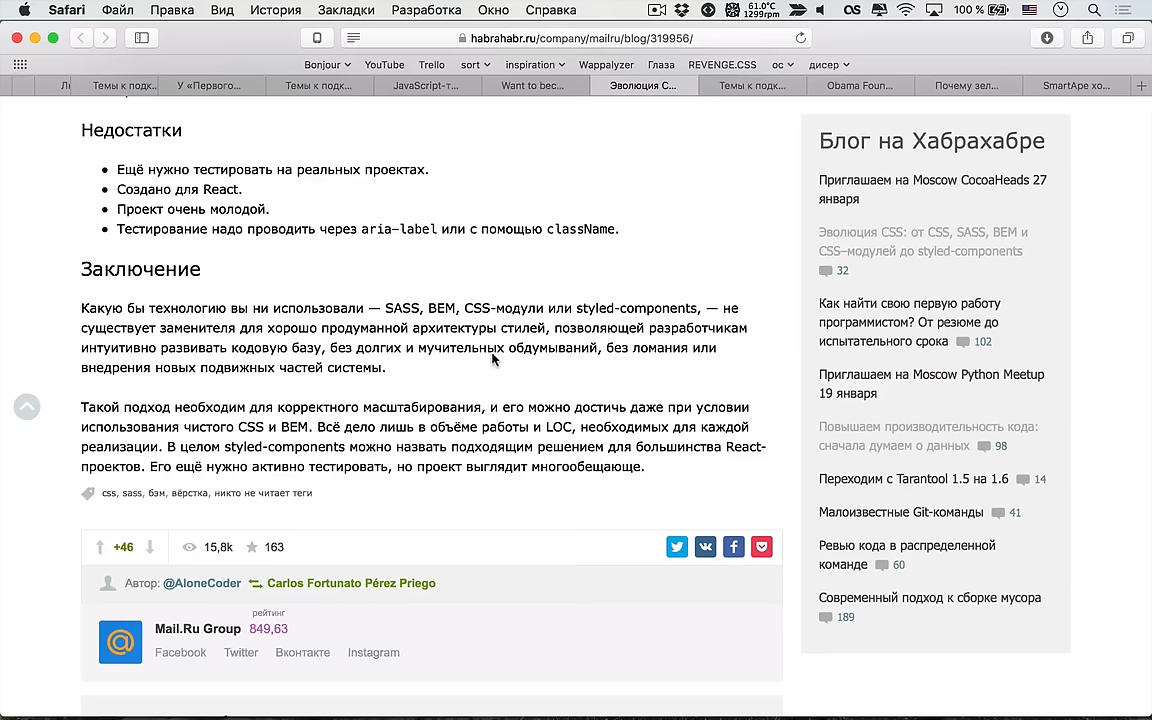 Safari Файл Правка Вид История Закладки Разработка Окно Справка 61.0°C 1299rpm 100 %
habrahabr.ru/company/mailru/blog/319956/
Bonjour YouTube Trello sort inspiration Wappalyzer Глаза REVENGE.CSS ос дисер
Темы к подк... У «Первого... Темы к подк... JavaScript-т... Want to bec... Эволюция C... Темы к подк... Obama Foun... Почему зел... SmartApe хо...
Недостатки
Ещё нужно тестировать на реальных проектах.
Создано для React.
Проект очень молодой.
Тестирование надо проводить через aria-label или с помощью className.
Заключение
Какую бы технологию вы ни использовали — SASS, BEM, CSS-модули или styled-components, — не
существует заменителя для хорошо продуманной архитектуры стилей, позволяющей разработчикам
интуитивно развивать кодовую базу, без долгих и мучительных обдумываний, без ломания или
внедрения новых подвижных частей системы.
Такой подход необходим для корректного масштабирования, и его можно достичь даже при условии
использования чистого CSS и BEM. Всё дело лишь в объёме работы и LOC, необходимых для каждой
реализации. В целом styled-components можно назвать подходящим решением для большинства React-
проектов. Его ещё нужно активно тестировать, но проект выглядит многообещающе.
css, sass, бэм, вёрстка, никто не читает теги
+46 15,8k 163
Автор: @AloneCoder Carlos Fortunato Pérez Priego
рейтинг
Mail.Ru Group 849,63
Facebook Twitter Вконтакте Instagram
Блог на Хабрахабре
Приглашаем на Moscow CocoaHeads 27
января
Эволюция CSS: от CSS, SASS, BEM и
CSS–модулей до styled-components
32
Как найти свою первую работу
программистом? От резюме до
испытательного срока 102
Приглашаем на Moscow Python Meetup
19 января
Повышаем производительность кода:
сначала думаем о данных 98
Переходим с Tarantool 1.5 на 1.6 14
Малоизвестные Git-команды 41
Ревью кода в распределенной
команде 60
Современный подход к сборке мусора
189